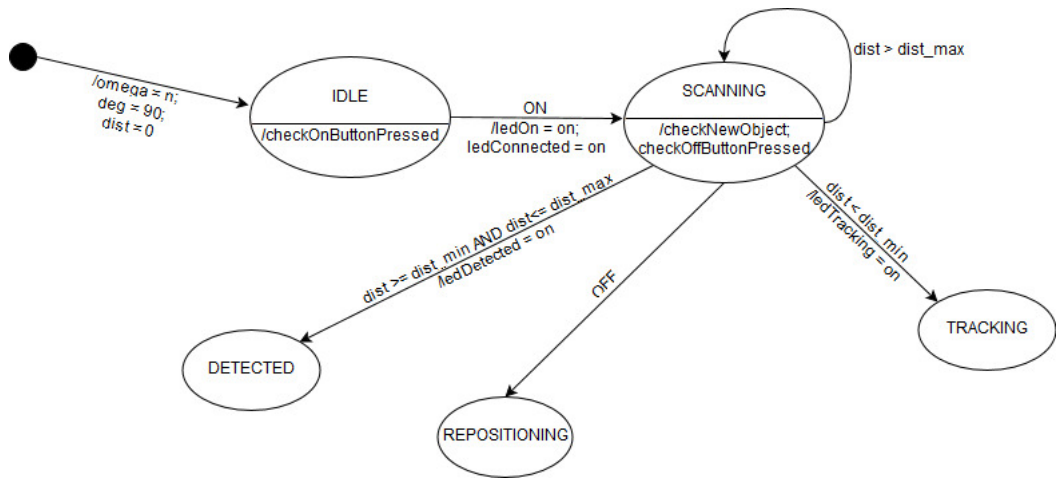 /omega = n;
deg = 90;
dist = 0
IDLE
/checkOnButtonPressed
ON
/ledOn = on;
ledConnected = on
SCANNING
/checkNewObject;
checkOffButtonPressed
dist > dist_max
dist >= dist_min AND dist<= dist_max
/ledDetected = on
OFF
dist < dist_min
/ledTracking = on
DETECTED
REPOSITIONING
TRACKING